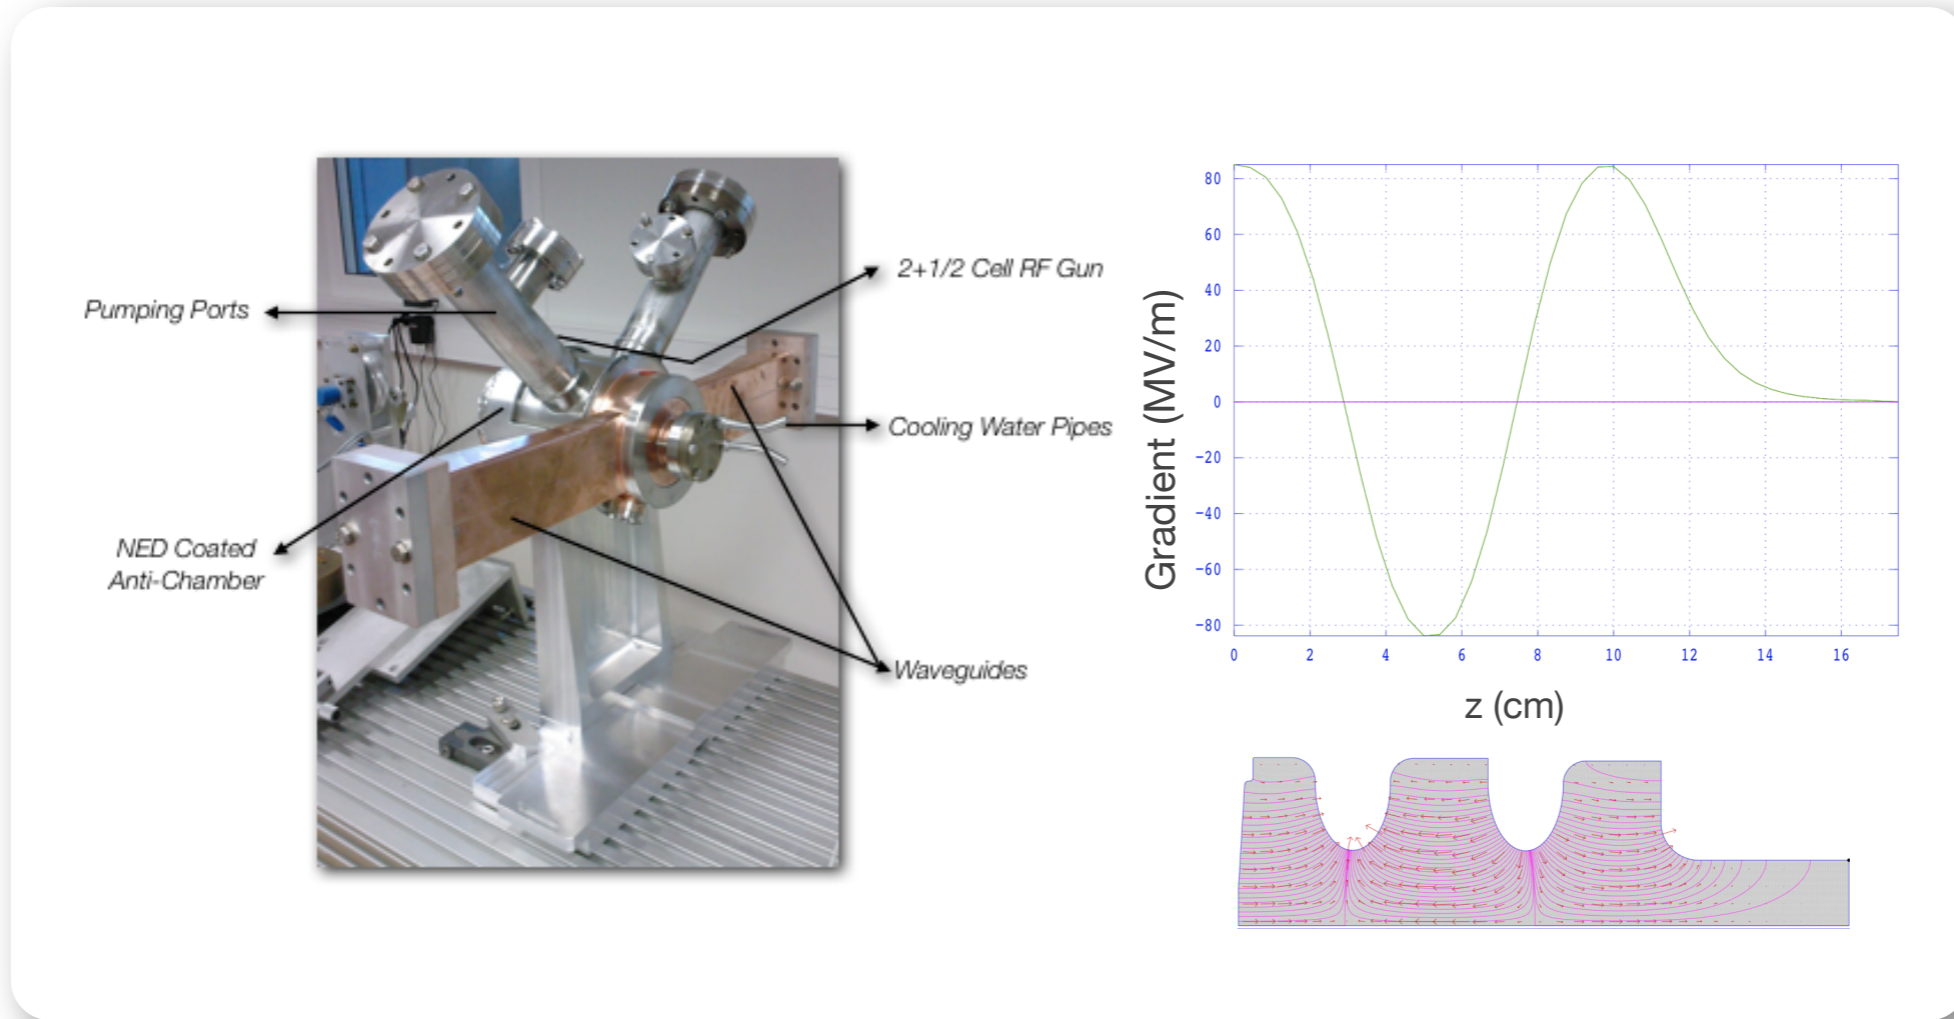 Pumping Ports
NED Coated
Anti-Chamber
2+1/2 Cell RF Gun
Cooling Water Pipes
Waveguides
Gradient (MV/m)
80
60
40
20
0
−20
−40
−60
−80
0 2 4 6 8 10 12 14 16
z (cm)